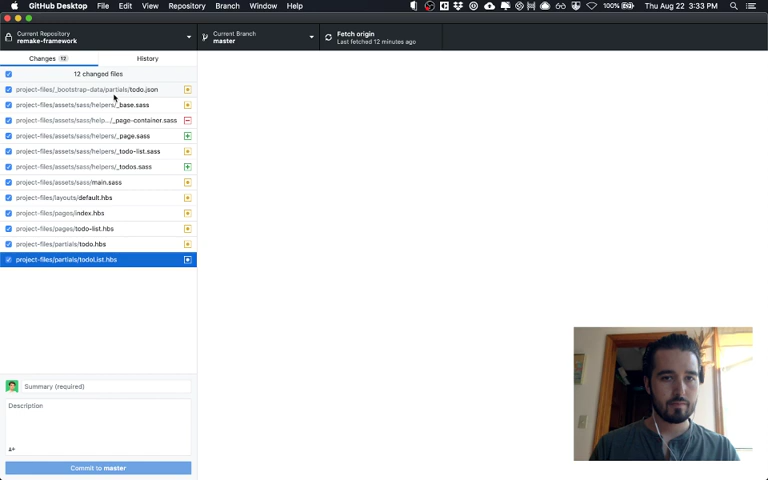 GitHub Desktop File Edit View Repository Branch Window Help 100% Thu Aug 22 3:33 PM
Current Repository
remake-framework
Current Branch
master
Fetch origin
Last fetched 12 minutes ago
Changes 12 History
12 changed files
project-files/_bootstrap-data/partials/todo.json
project-files/assets/sass/helpers/_base.sass
project-files/assets/sass/help.../_page-container.sass
project-files/assets/sass/helpers/_page.sass
project-files/assets/sass/helpers/_todo-list.sass
project-files/assets/sass/helpers/_todos.sass
project-files/assets/sass/main.sass
project-files/layouts/default.hbs
project-files/pages/index.hbs
project-files/pages/todo-list.hbs
project-files/partials/todo.hbs
project-files/partials/todoList.hbs
Summary (required)
Description
Commit to master